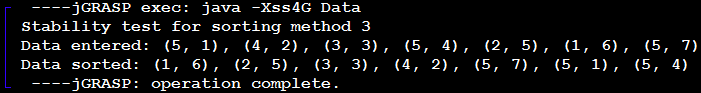 ----jGRASP exec: java -Xss4G Data
Stability test for sorting method 3
Data entered: (5, 1), (4, 2), (3, 3), (5, 4), (2, 5), (1, 6), (5, 7)
Data sorted: (1, 6), (2, 5), (3, 3), (4, 2), (5, 7), (5, 1), (5, 4)
----jGRASP: operation complete.